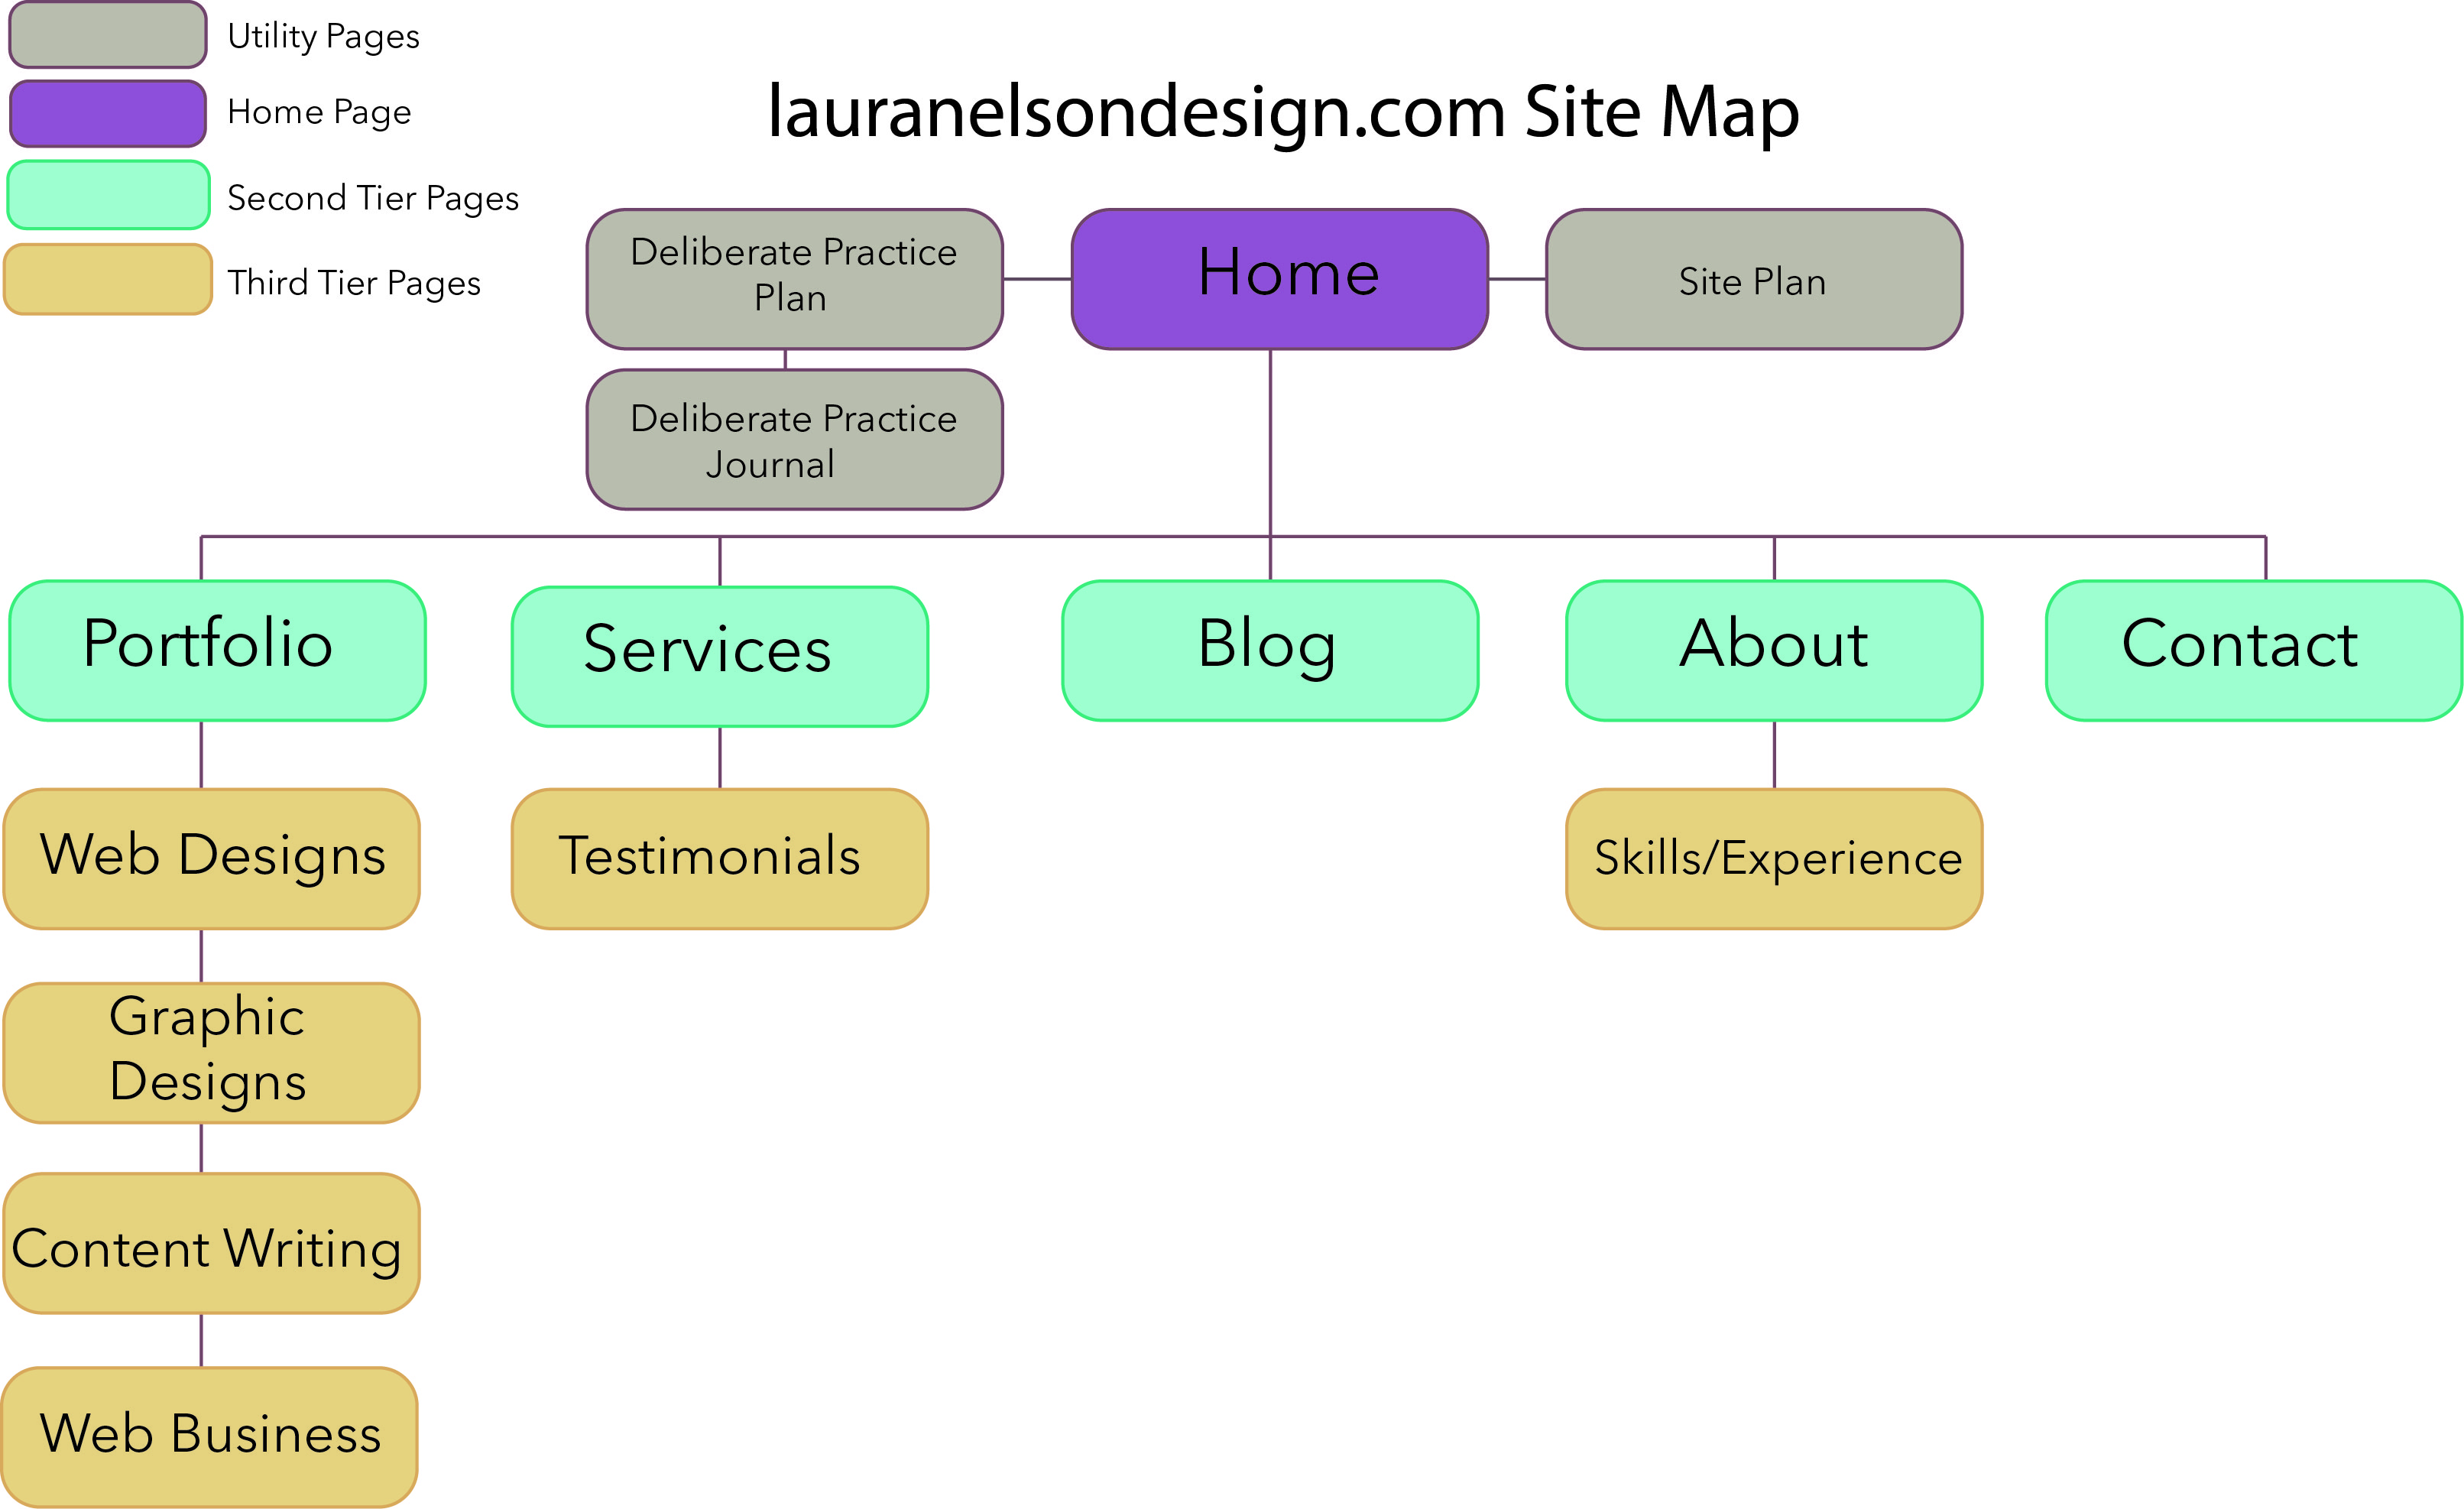 Utility Pages
Home Page
Second Tier Pages
Third Tier Pages
lauranelsondesign.com Site Map
Deliberate Practice
Plan
Home
Site Plan
Deliberate Practice
Journal
Portfolio
Services
Blog
About
Contact
Web Designs
Testimonials
Skills/Experience
Graphic
Designs
Content Writing
Web Business